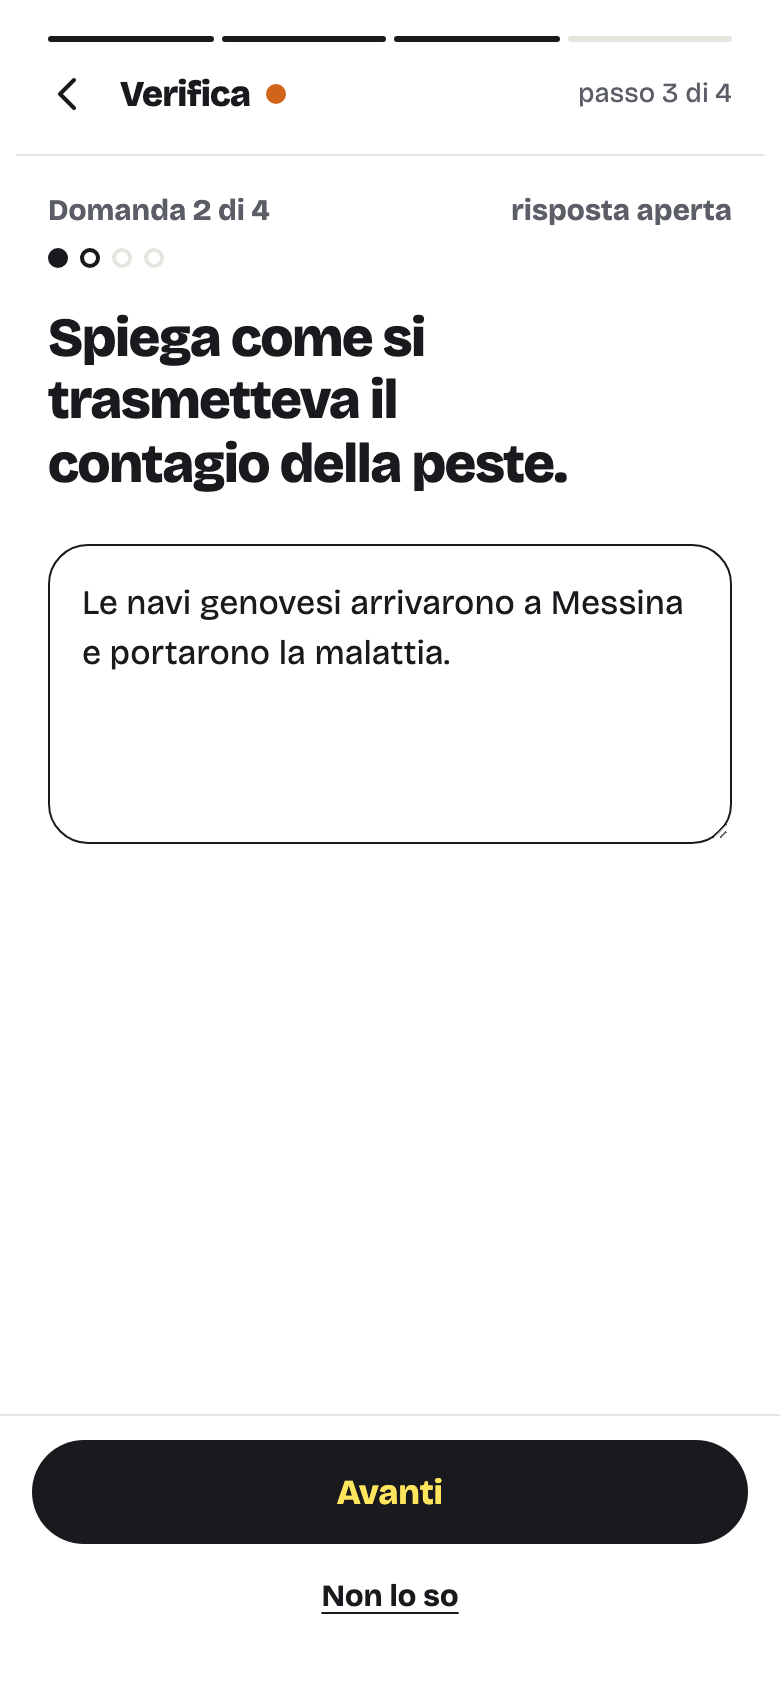 Verifica
passo 3 di 4
Domanda 2 di 4
risposta aperta
Spiega come si
trasmetteva il
contagio della peste.
Le navi genovesi arrivarono a Messina
e portarono la malattia.
Avanti
Non lo so